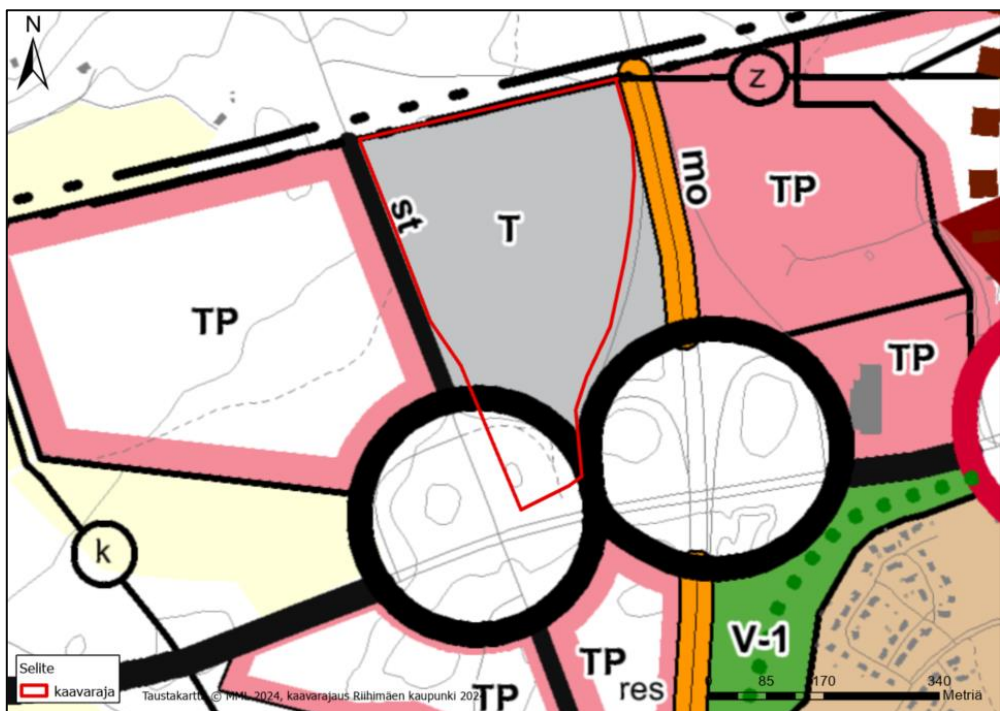 N
z
mo
TP
st
T
TP
TP
k
V-1
TP
res
TP
Selite
kaavaraja
Taustakartta © MML 2024, kaavarajaus Riihimäen kaupunki 2024
0 85 170 340
Metriä